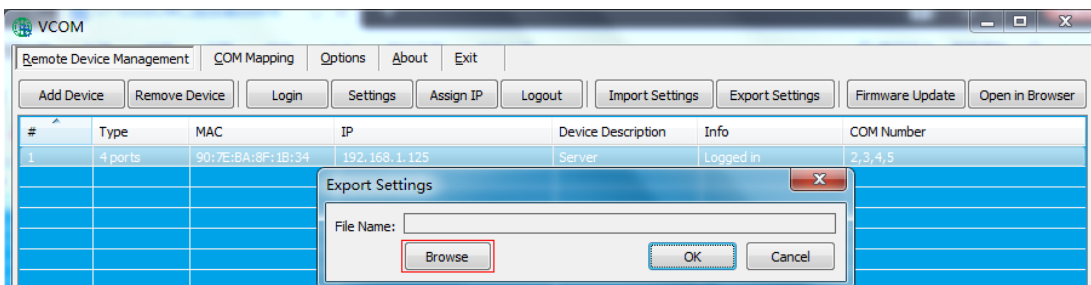 VCOM
Remote Device Management COM Mapping Options About Exit
Add Device Remove Device Login Settings Assign IP Logout Import Settings Export Settings Firmware Update Open in Browser
# Type MAC IP Device Description Info COM Number
1 4 ports 90:7E:BA:8F:1B:34 192.168.1.125 Server Logged in 2,3,4,5
Export Settings
File Name:
Browse OK Cancel